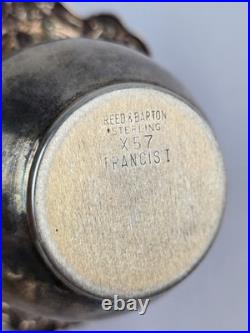 REED & BARTON
STERLING
X57
FRANCIS I